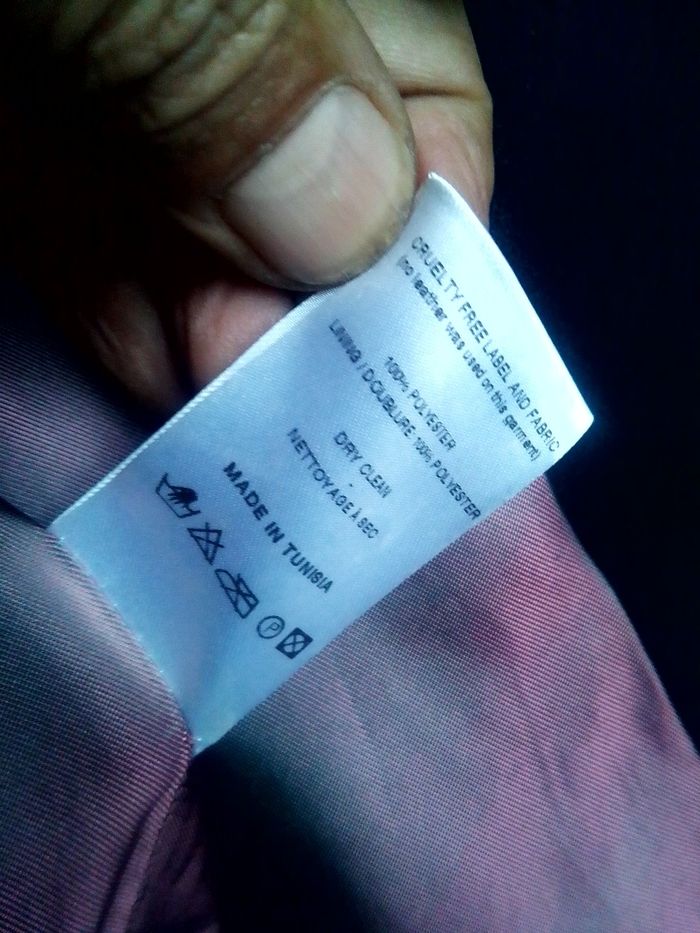 CRUELTY FREE LABEL AND FABRIC
(no leather was used on this garment)
100% POLYESTER
LINING / DOUBLURE 100% POLYESTER
DRY CLEAN
-
NETTOYAGE À SEC
MADE IN TUNISIA
P